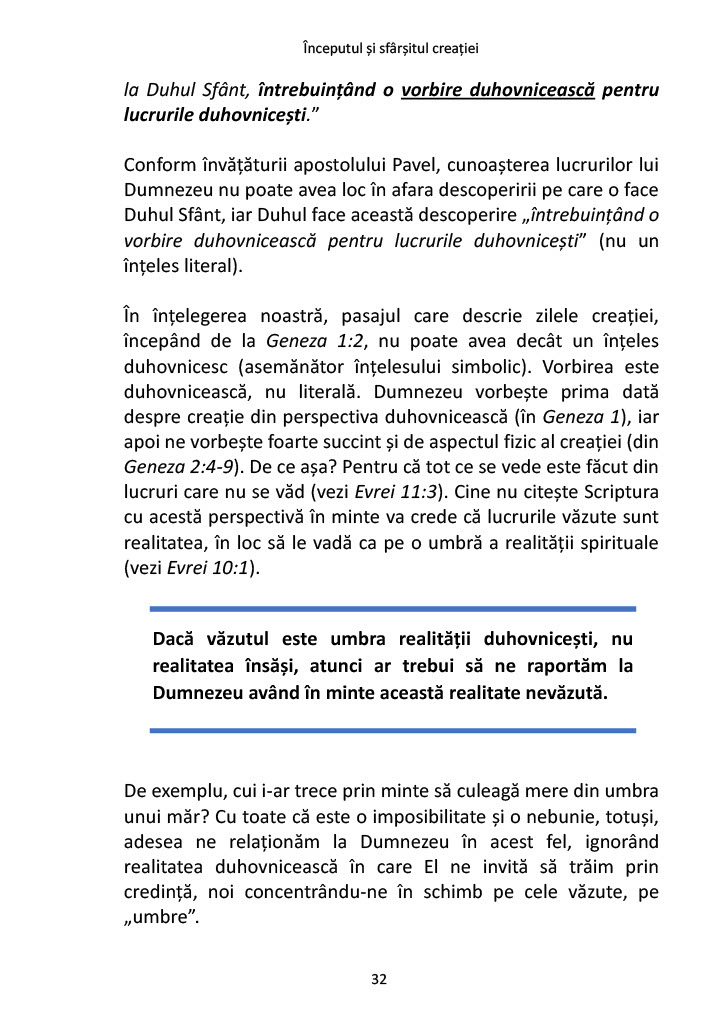 Începutul și sfârșitul creației
la Duhul Sfânt, întrebuințând o vorbire duhovnicească pentru
lucrurile duhovnicești.”
Conform învățăturii apostolului Pavel, cunoașterea lucrurilor lui
Dumnezeu nu poate avea loc în afara descoperirii pe care o face
Duhul Sfânt, iar Duhul face această descoperire „întrebuințând o
vorbire duhovnicească pentru lucrurile duhovnicești” (nu un
înțeles literal).
În înțelegerea noastră, pasajul care descrie zilele creației,
începând de la Geneza 1:2, nu poate avea decât un înțeles
duhovnicesc (asemănător înțelesului simbolic). Vorbirea este
duhovnicească, nu literală. Dumnezeu vorbește prima dată
despre creație din perspectiva duhovnicească (în Geneza 1), iar
apoi ne vorbește foarte succint și de aspectul fizic al creației (din
Geneza 2:4-9). De ce așa? Pentru că tot ce se vede este făcut din
lucruri care nu se văd (vezi Evrei 11:3). Cine nu citește Scriptura
cu acestă perspectivă în minte va crede că lucrurile văzute sunt
realitatea, în loc să le vadă ca pe o umbră a realității spirituale
(vezi Evrei 10:1).
Dacă văzutul este umbra realității duhovnicești, nu
realitatea însăși, atunci ar trebui să ne raportăm la
Dumnezeu având în minte această realitate nevăzută.
De exemplu, cui i-ar trece prin minte să culeagă mere din umbra
unui măr? Cu toate că este o imposibilitate și o nebunie, totuși,
adesea ne relaționăm la Dumnezeu în acest fel, ignorând
realitatea duhovnicească în care El ne invită să trăim prin
credință, noi concentrându-ne în schimb pe cele văzute, pe
„umbre”.
32